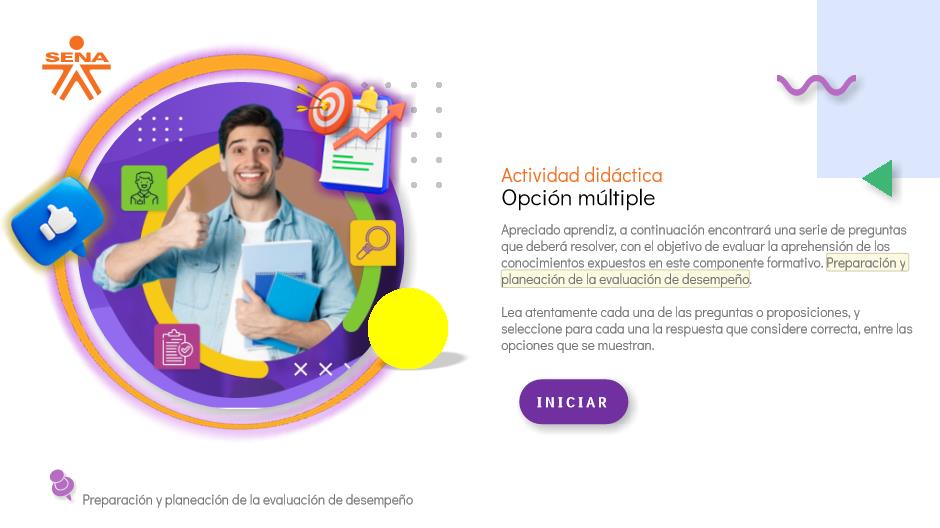 SENA
Actividad didáctica
Opción múltiple
Apreciado aprendiz, a continuación encontrará una serie de preguntas
que deberá resolver, con el objetivo de evaluar la aprehensión de los
conocimientos expuestos en este componente formativo. Preparación y
planeación de la evaluación de desempeño.
Lea atentamente cada una de las preguntas o proposiciones, y
seleccione para cada una la respuesta que considere correcta, entre las
opciones que se muestran.
INICIAR
Preparación y planeación de la evaluación de desempeño